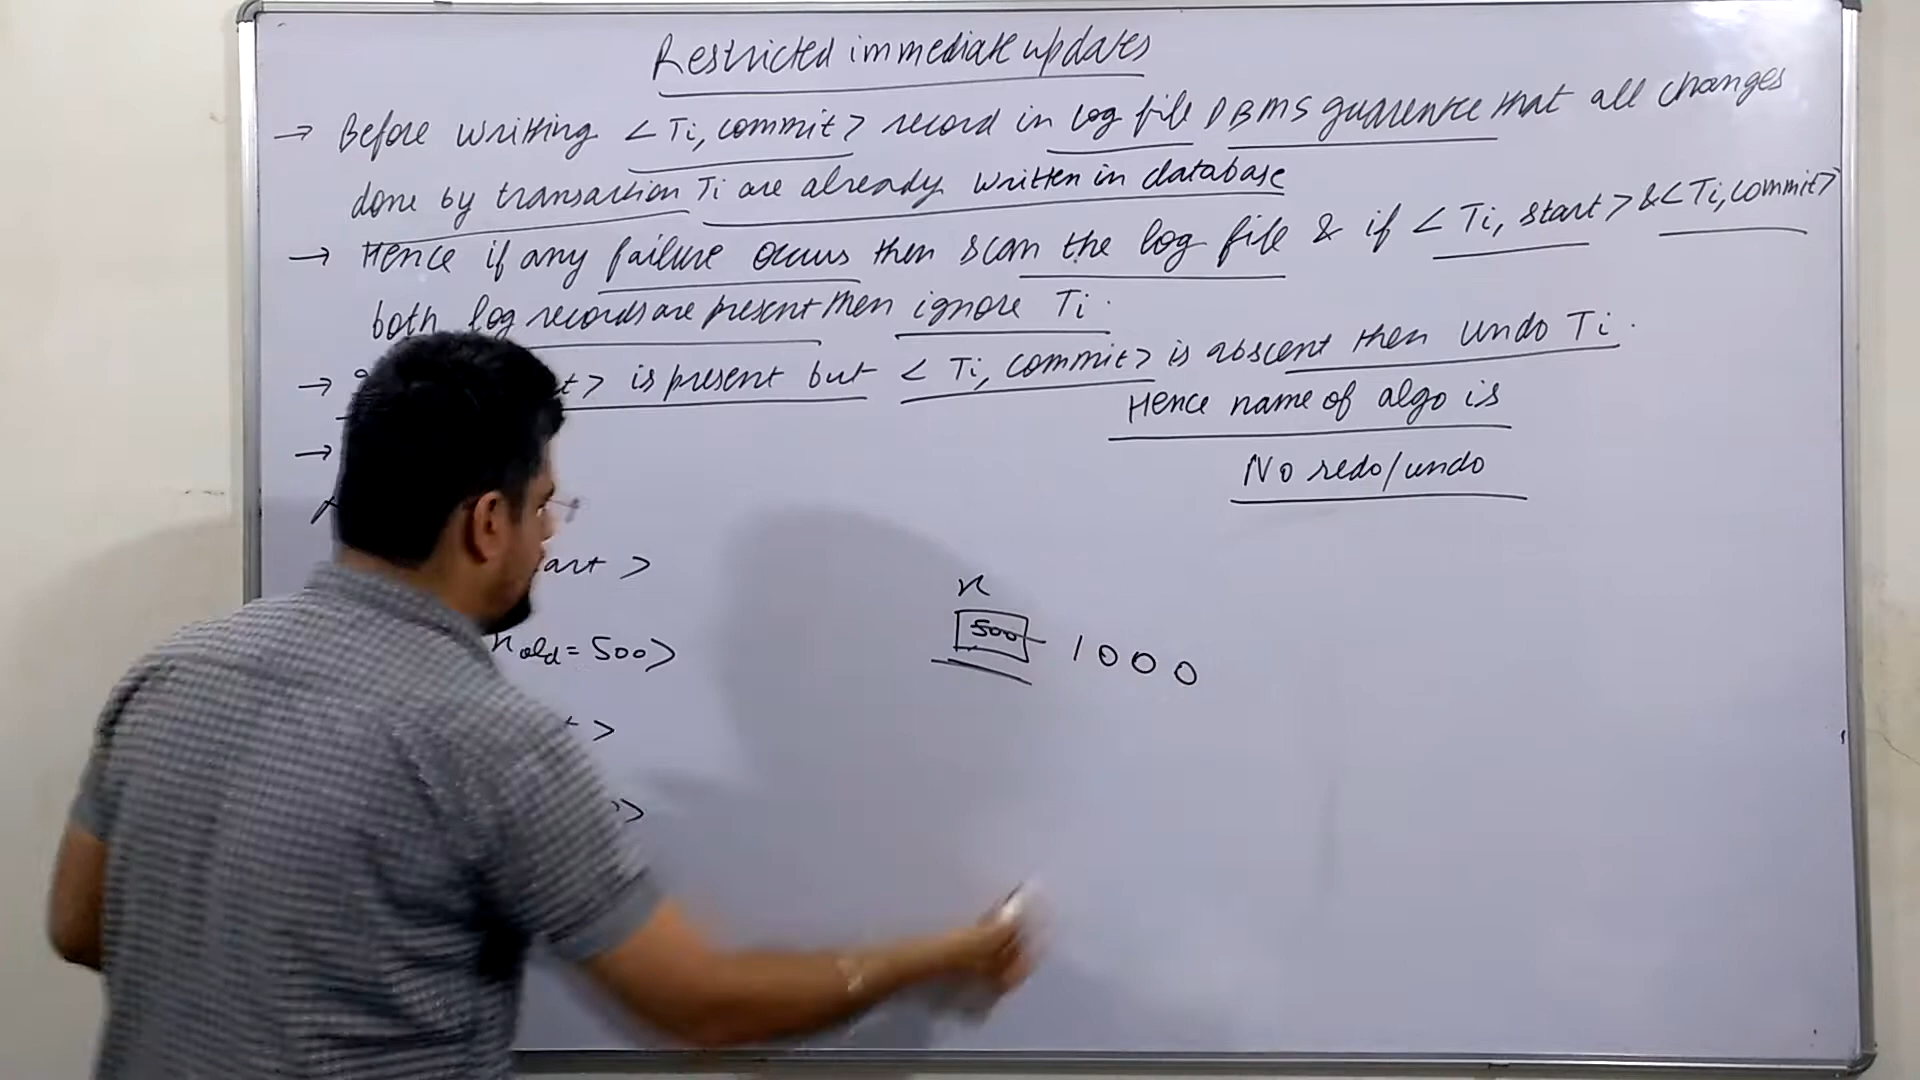 Restricted immediate updates
→ Before writting <Ti, commit> record in log file DBMS guarentee that all changes
done by transaction Ti are already written in database
→ Hence if any failure occurs then scan the log file & if <Ti, start> & <Ti, commit>
both log records are present then ignore Ti.
→ t> is present but <Ti, commit> is abscent then undo Ti.
Hence name of algo is
→
No redo/undo
art >
x
xold = 500>
500 1000
>
>